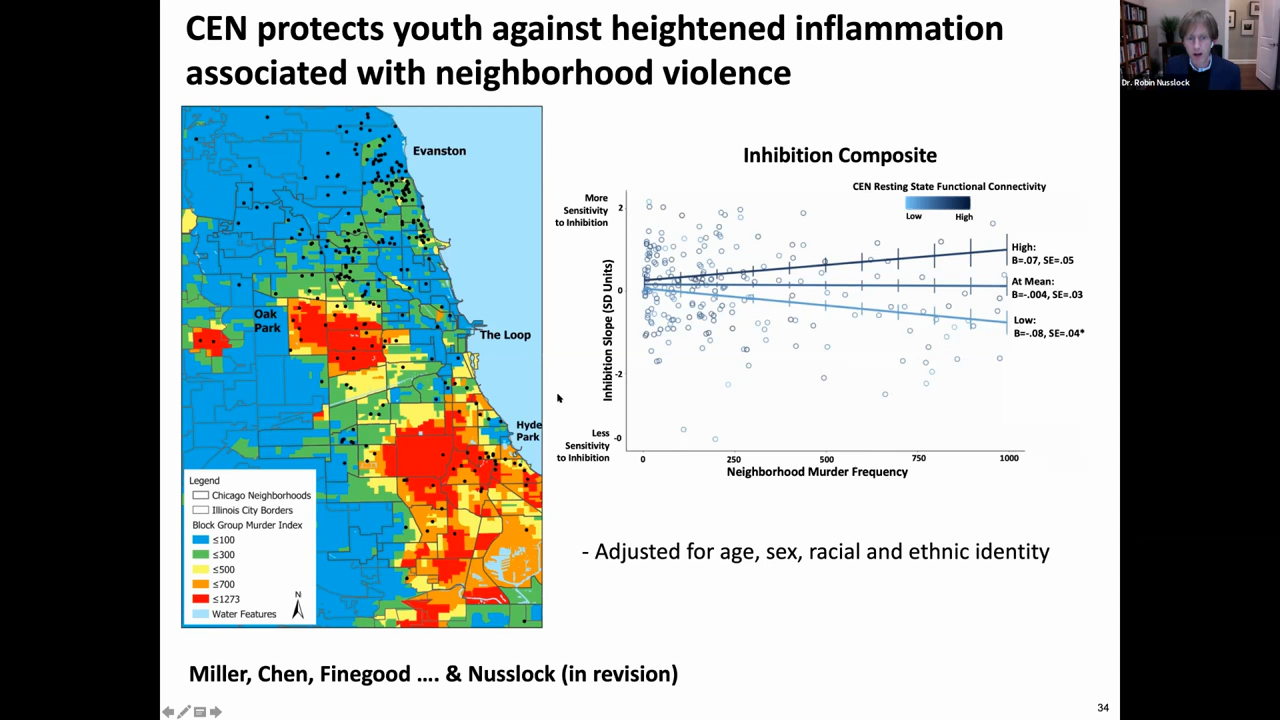 CEN protects youth against heightened inflammation
associated with neighborhood violence
Dr. Robin Nusslock
Evanston
Oak
Park
The Loop
Hyde
Park
Legend
Chicago Neighborhoods
Illinois City Borders
Block Group Murder Index
≤100
≤300
≤500
≤700
≤1273
Water Features
N
Inhibition Composite
CEN Resting State Functional Connectivity
Low
High
More
Sensitivity
to Inhibition
2
0
-2
-0
Less
Sensitivity
to Inhibition
Inhibition Slope (SD Units)
High:
B=.07, SE=.05
At Mean:
B=-.004, SE=.03
Low:
B=-.08, SE=.04*
0
250
500
750
1000
Neighborhood Murder Frequency
- Adjusted for age, sex, racial and ethnic identity
Miller, Chen, Finegood .... & Nusslock (in revision)
34